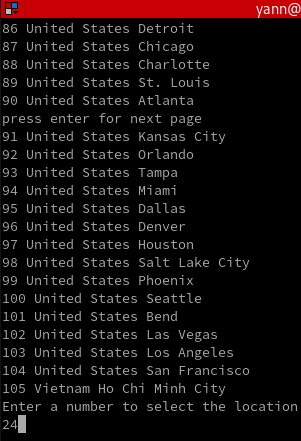 yann@
86 United States Detroit
87 United States Chicago
88 United States Charlotte
89 United States St. Louis
90 United States Atlanta
press enter for next page
91 United States Kansas City
92 United States Orlando
93 United States Tampa
94 United States Miami
95 United States Dallas
96 United States Denver
97 United States Houston
98 United States Salt Lake City
99 United States Phoenix
100 United States Seattle
101 United States Bend
102 United States Las Vegas
103 United States Los Angeles
104 United States San Francisco
105 Vietnam Ho Chi Minh City
Enter a number to select the location
24